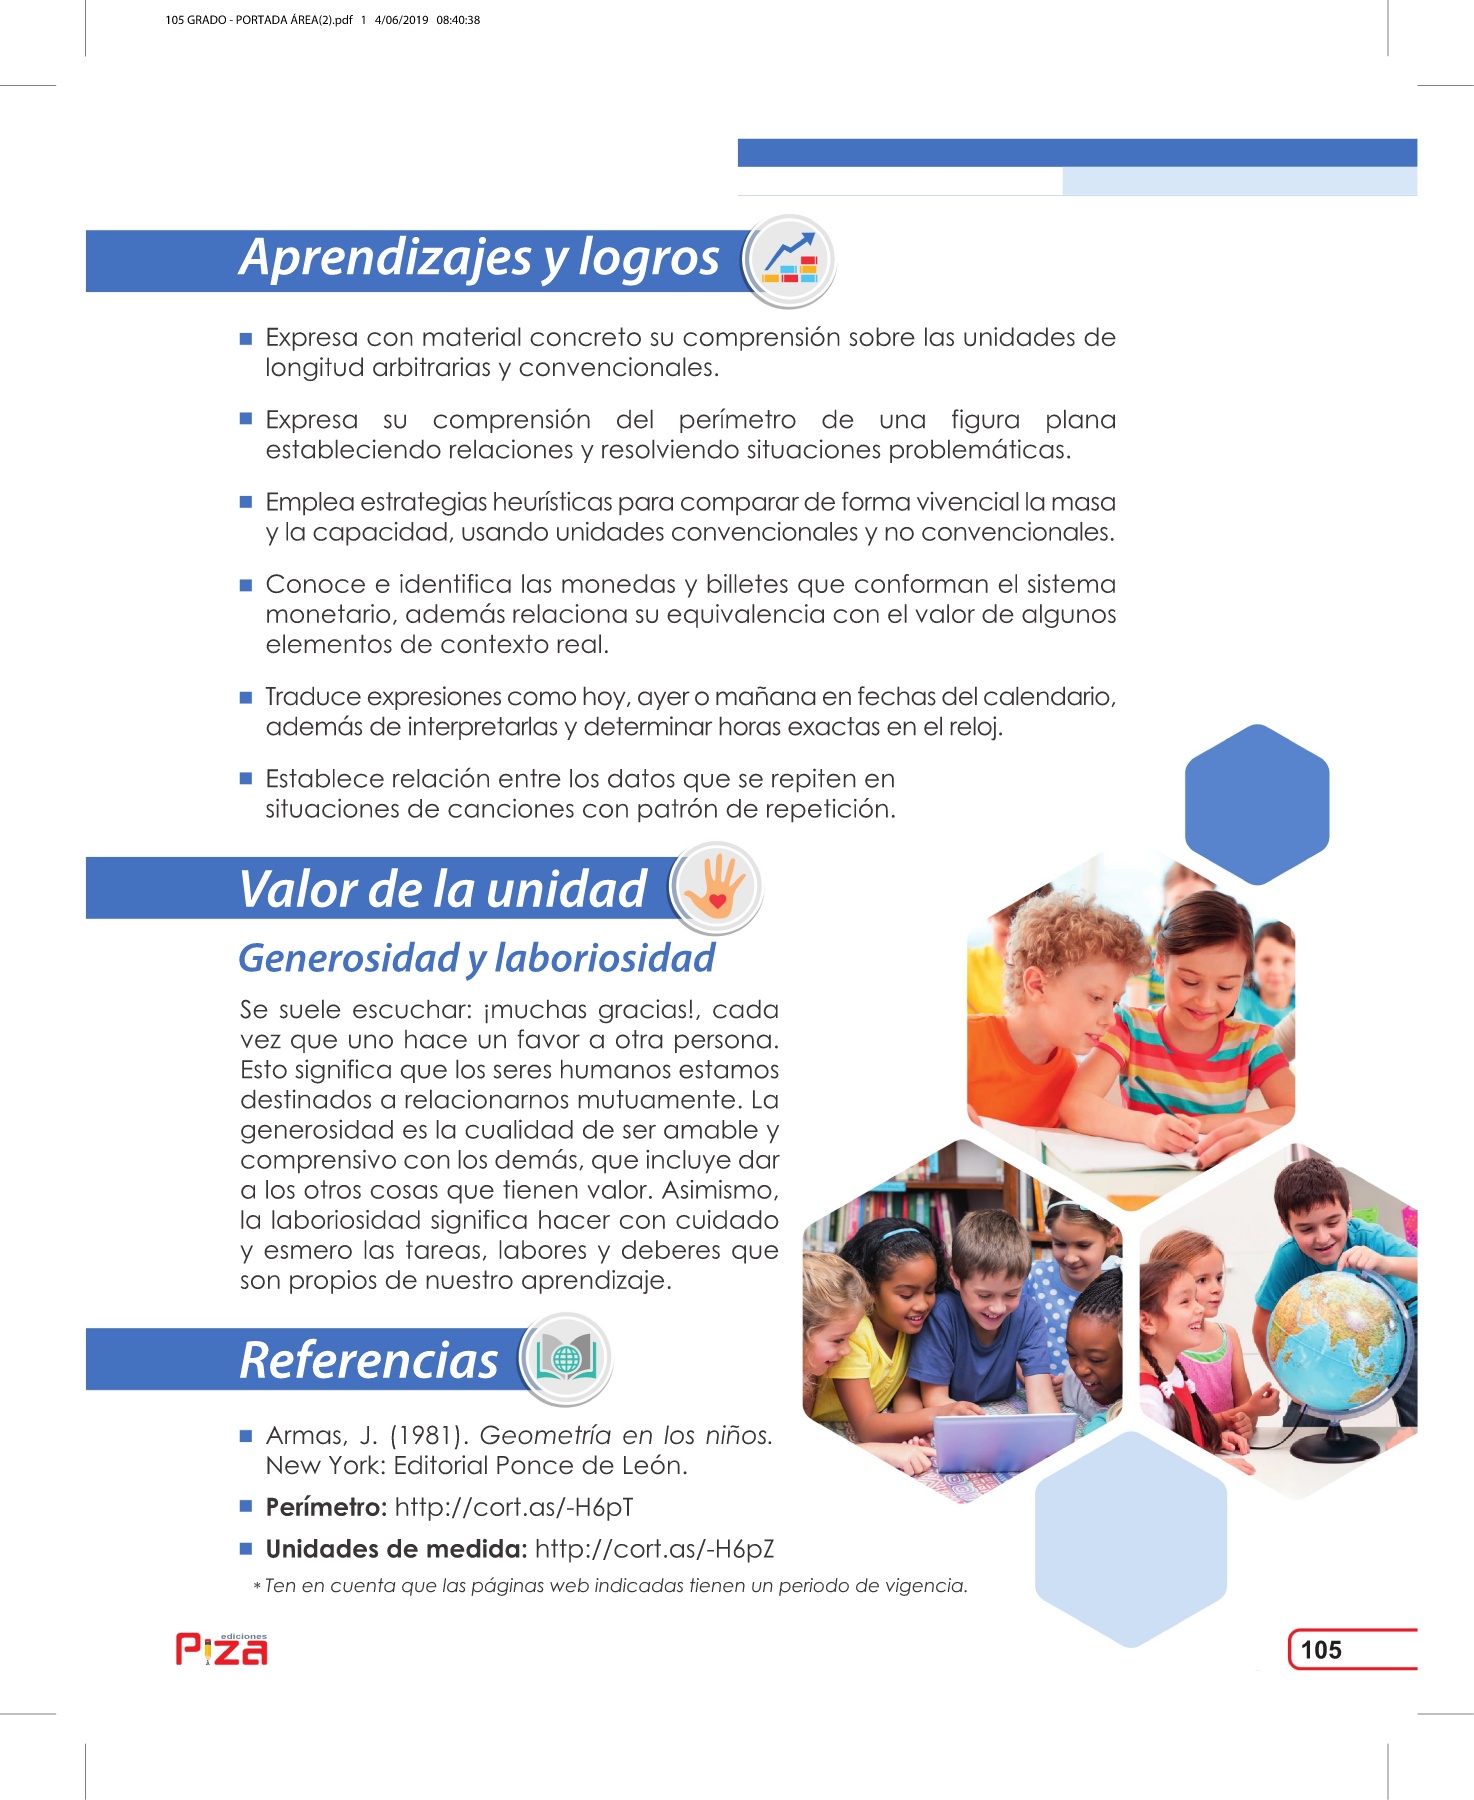 105 GRADO - PORTADA ÁREA(2).pdf 1 4/06/2019 08:40:38
Aprendizajes y logros
Expresa con material concreto su comprensión sobre las unidades de
longitud arbitrarias y convencionales.
Expresa su comprensión del perímetro de una figura plana
estableciendo relaciones y resolviendo situaciones problemáticas.
Emplea estrategias heurísticas para comparar de forma vivencial la masa
y la capacidad, usando unidades convencionales y no convencionales.
Conoce e identifica las monedas y billetes que conforman el sistema
monetario, además relaciona su equivalencia con el valor de algunos
elementos de contexto real.
Traduce expresiones como hoy, ayer o mañana en fechas del calendario,
además de interpretarlas y determinar horas exactas en el reloj.
Establece relación entre los datos que se repiten en
situaciones de canciones con patrón de repetición.
Valor de la unidad
Generosidad y laboriosidad
Se suele escuchar: ¡muchas gracias!, cada
vez que uno hace un favor a otra persona.
Esto significa que los seres humanos estamos
destinados a relacionarnos mutuamente. La
generosidad es la cualidad de ser amable y
comprensivo con los demás, que incluye dar
a los otros cosas que tienen valor. Asimismo,
la laboriosidad significa hacer con cuidado
y esmero las tareas, labores y deberes que
son propios de nuestro aprendizaje.
Referencias
Armas, J. (1981). Geometría en los niños.
New York: Editorial Ponce de León.
Perímetro: http://cort.as/-H6pT
Unidades de medida: http://cort.as/-H6pZ
* Ten en cuenta que las páginas web indicadas tienen un periodo de vigencia.
ediciones
Piza
105